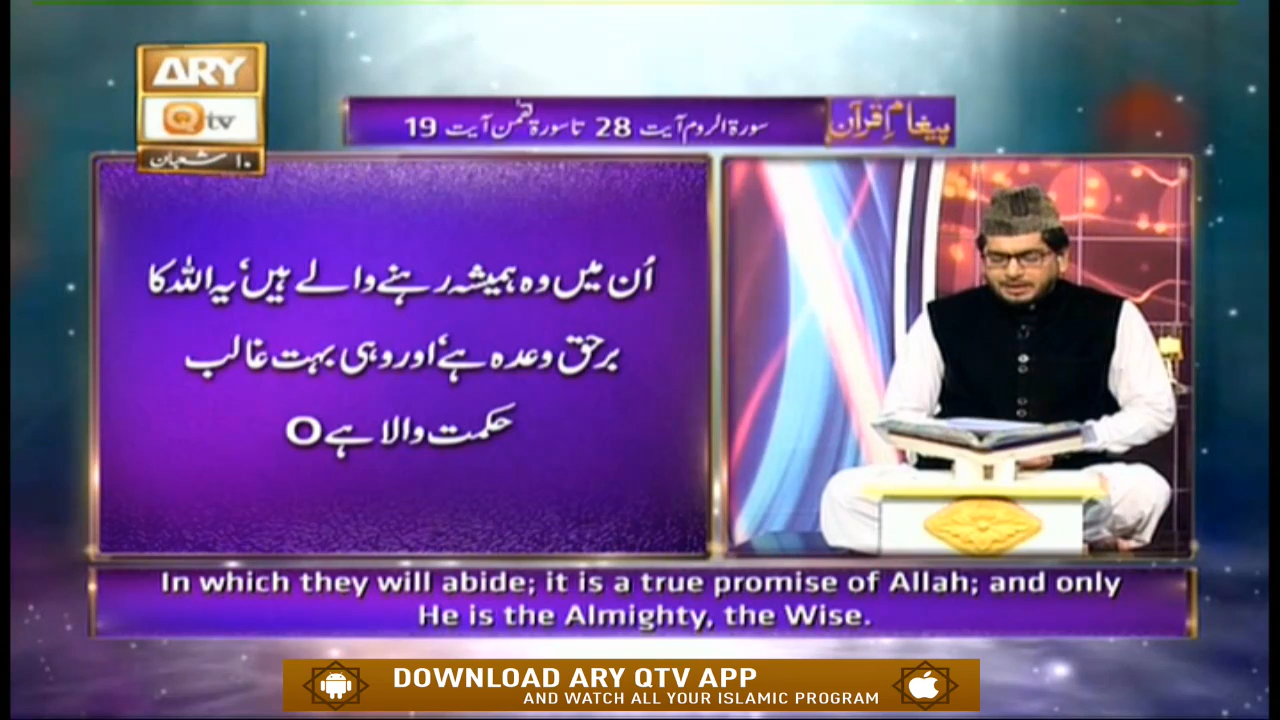 ARY
Qtv
۱۰ شعبان
پیغامِ قرآن
سورۃ الروم آیت 28 تا سورۃ لقمٰن آیت 19
اُن میں وہ ہمیشہ رہنے والے ہیں‘ یہ اللہ کا
برحق وعدہ ہے‘ اور وہی بہت غالب
حکمت والا ہے O
In which they will abide; it is a true promise of Allah; and only
He is the Almighty, the Wise.
DOWNLOAD ARY QTV APP
AND WATCH ALL YOUR ISLAMIC PROGRAM